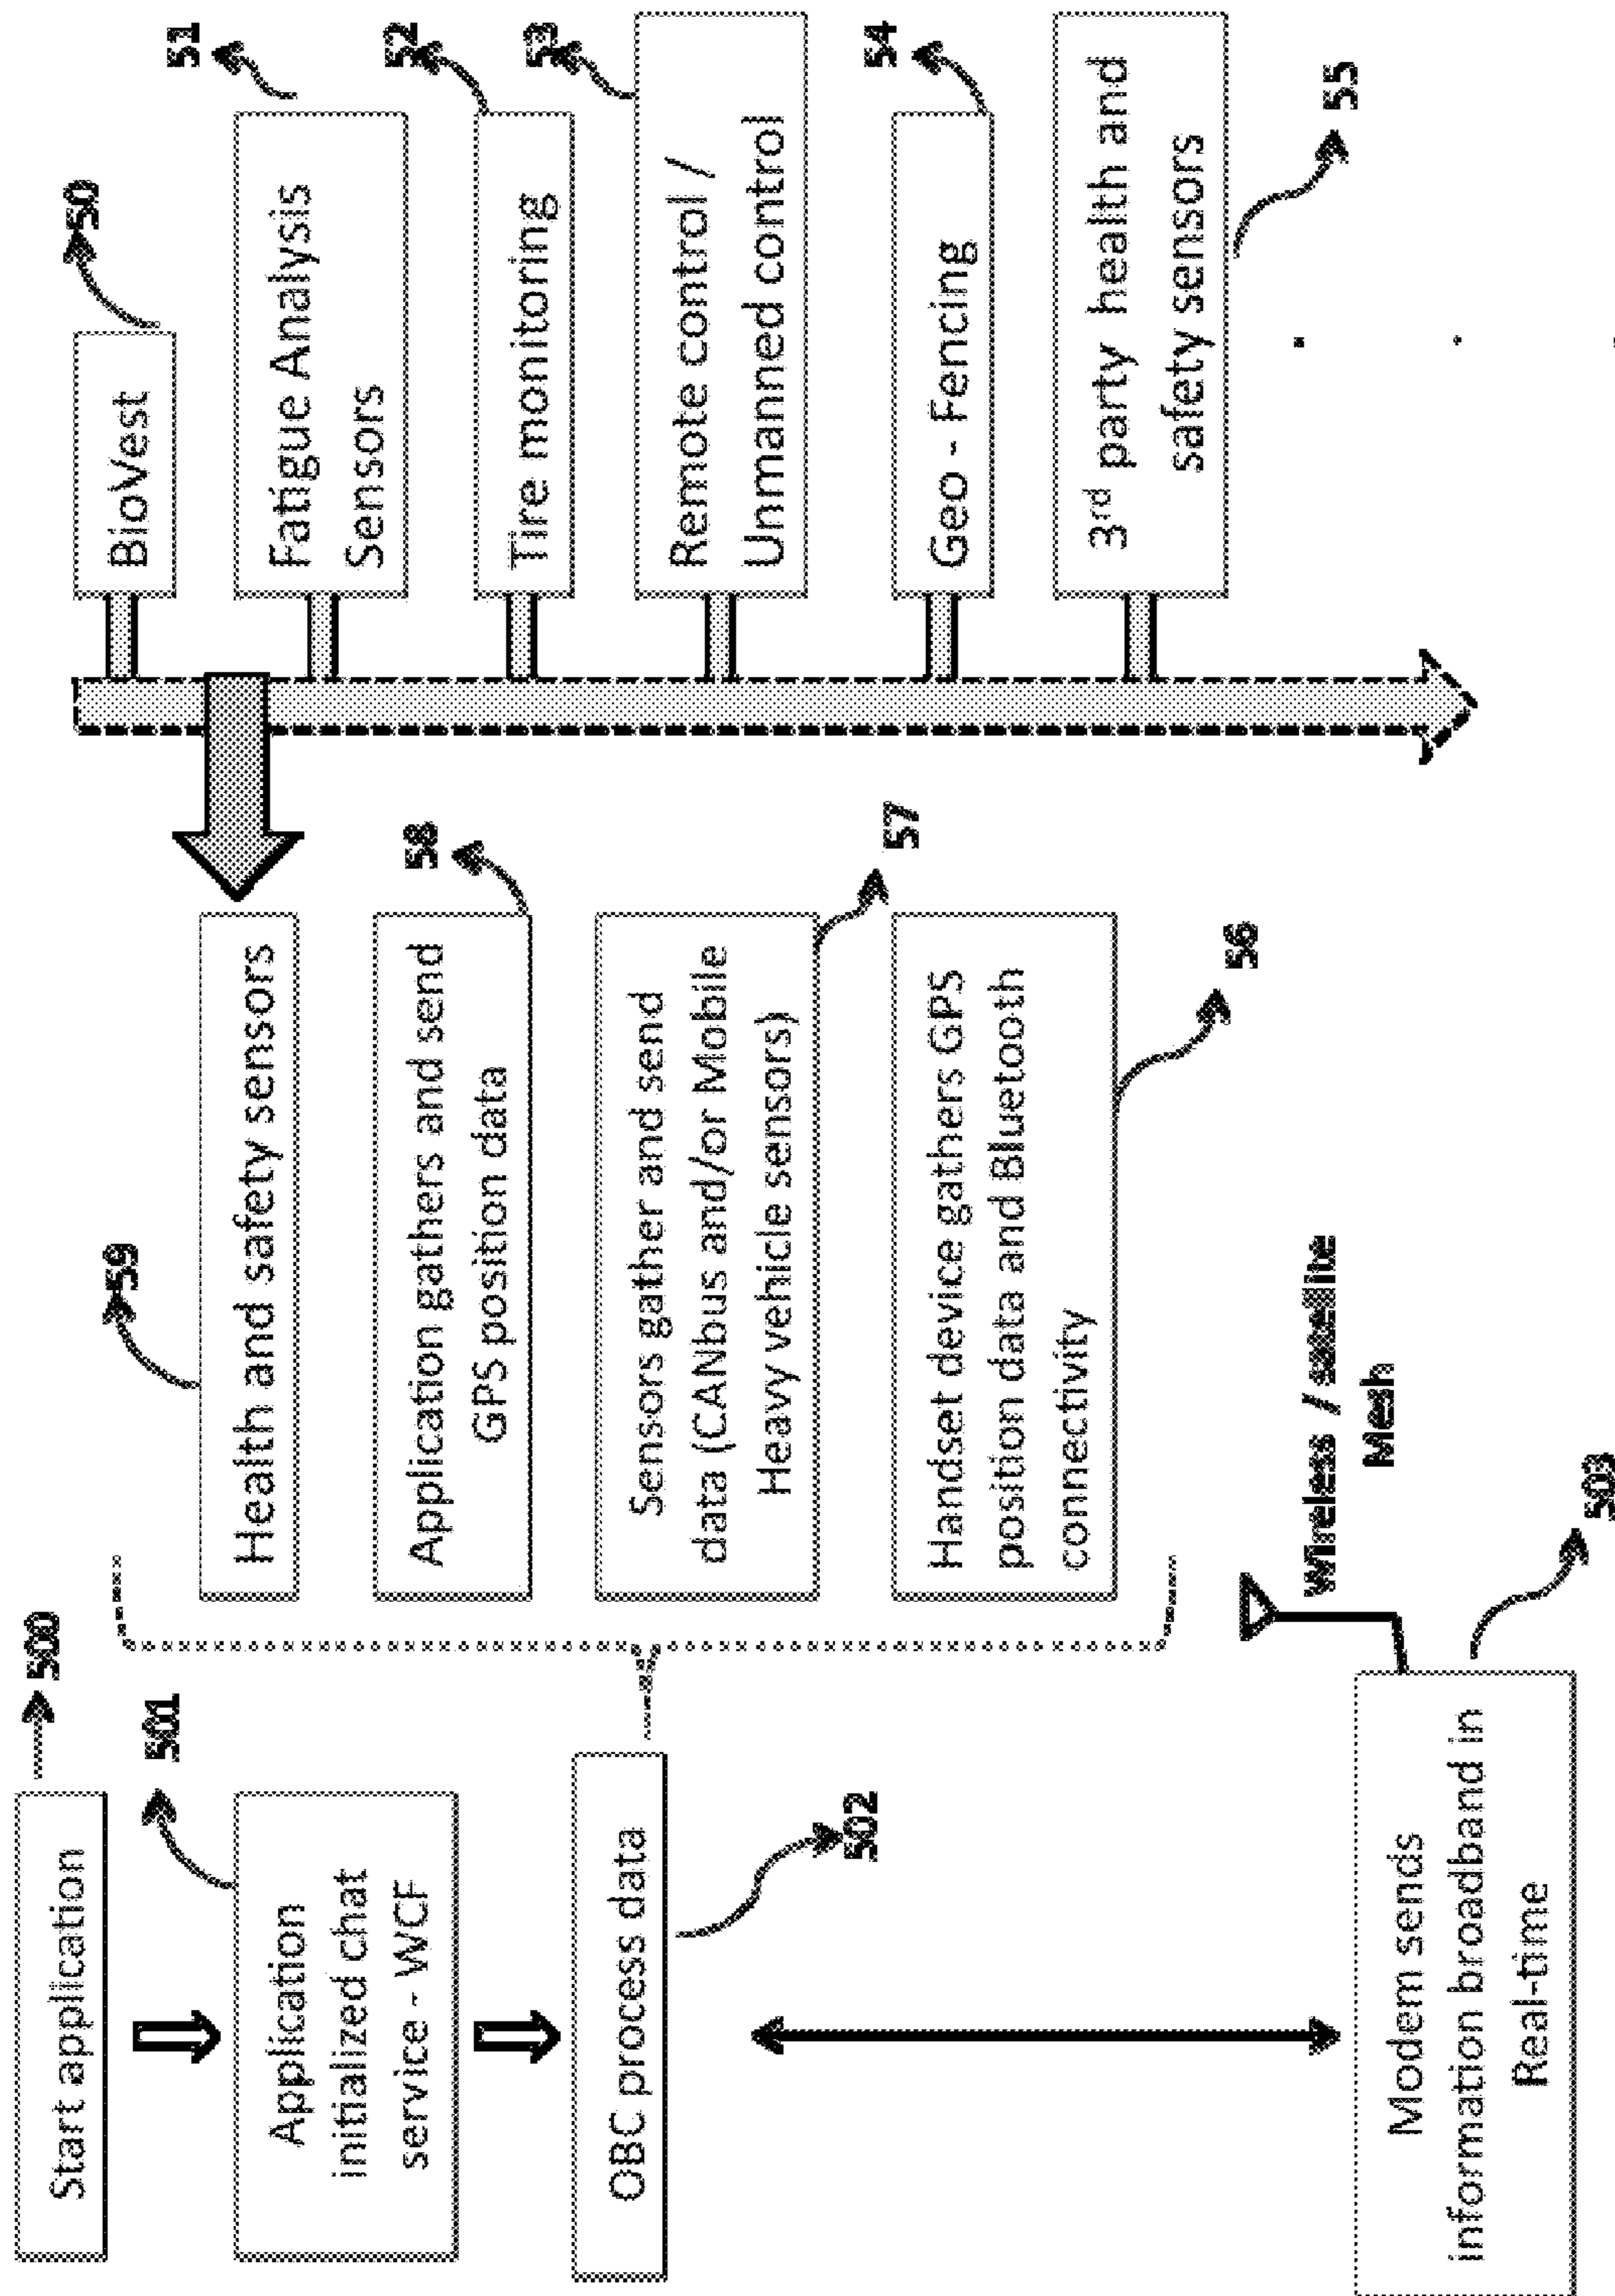 Start application
500
Application
initialized chat
service - WCF
501
OBC process data
502
Modem sends
information broadband in
Real-time
503
Wireless / satellite
Mesh
Health and safety sensors
59
Application gathers and send
GPS position data
58
Sensors gather and send
data (CANbus and/or Mobile
Heavy vehicle sensors)
57
Handset device gathers GPS
position data and Bluetooth
connectivity
56
BioVest
50
Fatigue Analysis
Sensors
51
Tire monitoring
52
Remote control /
Unmanned control
53
Geo - Fencing
54
3rd party health and
safety sensors
55